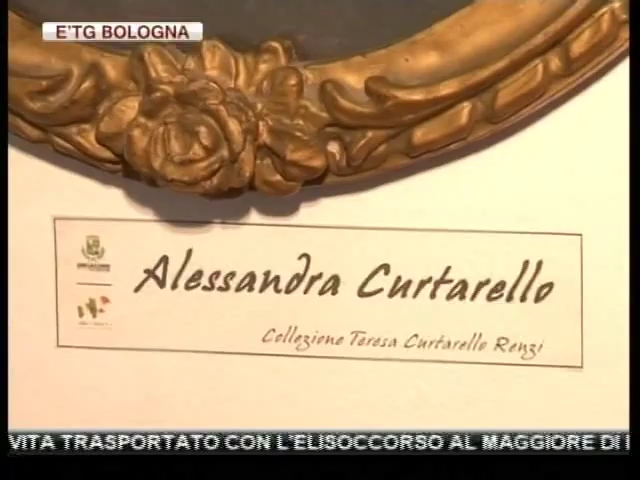 E'TG BOLOGNA
Alessandra Curtarello
Collezione Teresa Curtarello Renzi
VITA TRASPORTATO CON L'ELISOCCORSO AL MAGGIORE DI